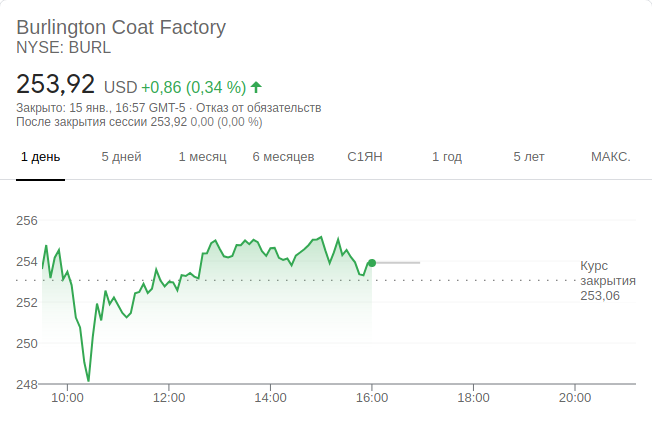 Burlington Coat Factory
NYSE: BURL
253,92 USD +0,86 (0,34 %)
Закрыто: 15 янв., 16:57 GMT-5 · Отказ от обязательств
После закрытия сессии 253,92 0,00 (0,00 %)
1 день 5 дней 1 месяц 6 месяцев С1ЯН 1 год 5 лет МАКС.
256
254
252
250
248
Курс
закрытия
253,06
10:00 12:00 14:00 16:00 18:00 20:00